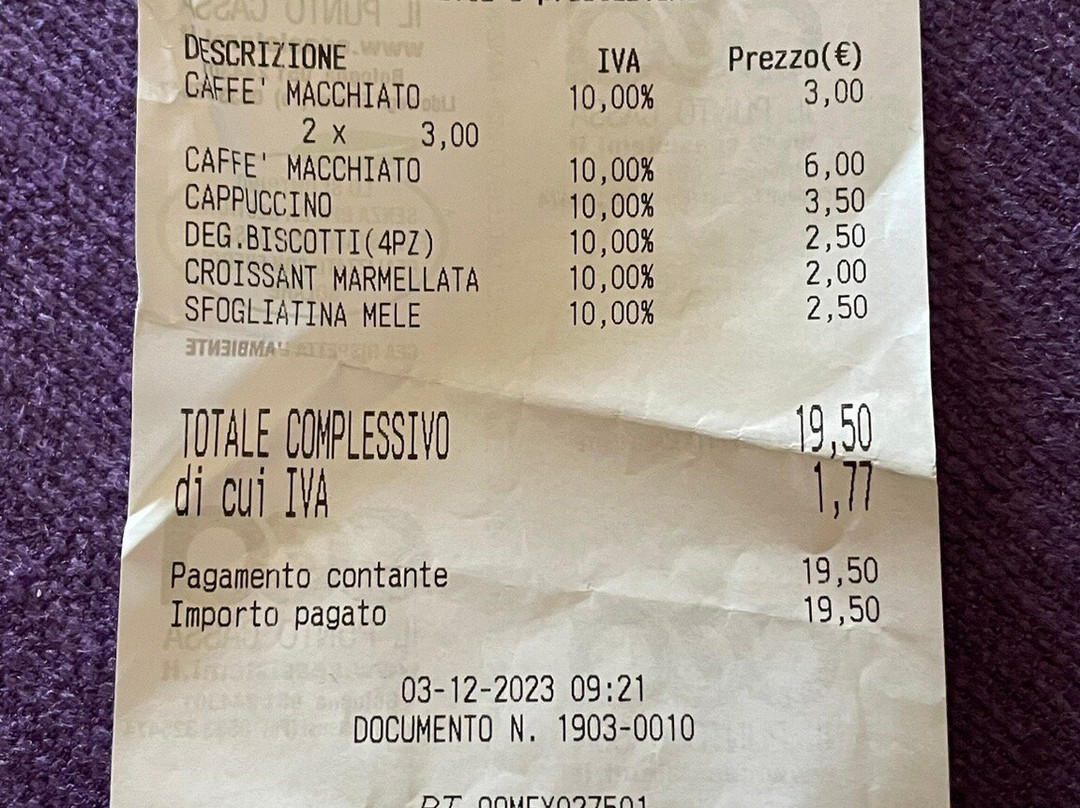 DESCRIZIONE IVA Prezzo(€)
CAFFE' MACCHIATO 10,00% 3,00
2 x 3,00
CAFFE' MACCHIATO 10,00% 6,00
CAPPUCCINO 10,00% 3,50
DEG.BISCOTTI(4PZ) 10,00% 2,50
CROISSANT MARMELLATA 10,00% 2,00
SFOGLIATINA MELE 10,00% 2,50
TOTALE COMPLESSIVO 19,50
di cui IVA 1,77
Pagamento contante 19,50
Importo pagato 19,50
03-12-2023 09:21
DOCUMENTO N. 1903-0010